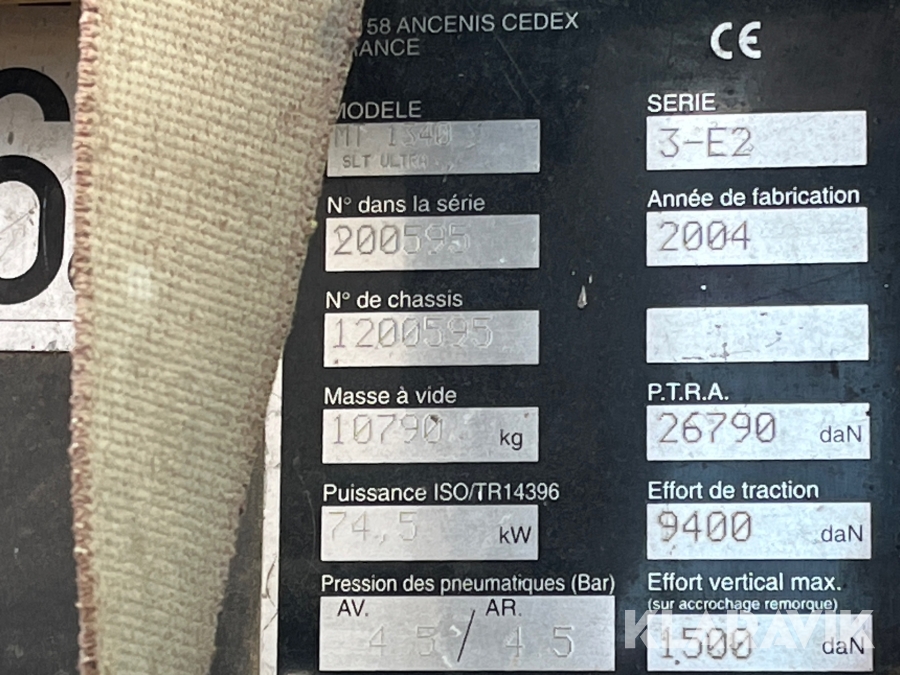 58 ANCENIS CEDEX
CE
MODELE
MT 1340
SLT ULTRA
SERIE
3-E2
N° dans la série
200595
Année de fabrication
2004
N° de chassis
1200595
Masse à vide
10790 kg
P.T.R.A.
26790 daN
Puissance ISO/TR14396
74,5 kW
Effort de traction
9400 daN
Pression des pneumatiques (Bar)
AV. AR.
4.5 / 4.5
Effort vertical max.
(sur accrochage remorque)
1500 daN
KLARAVIK